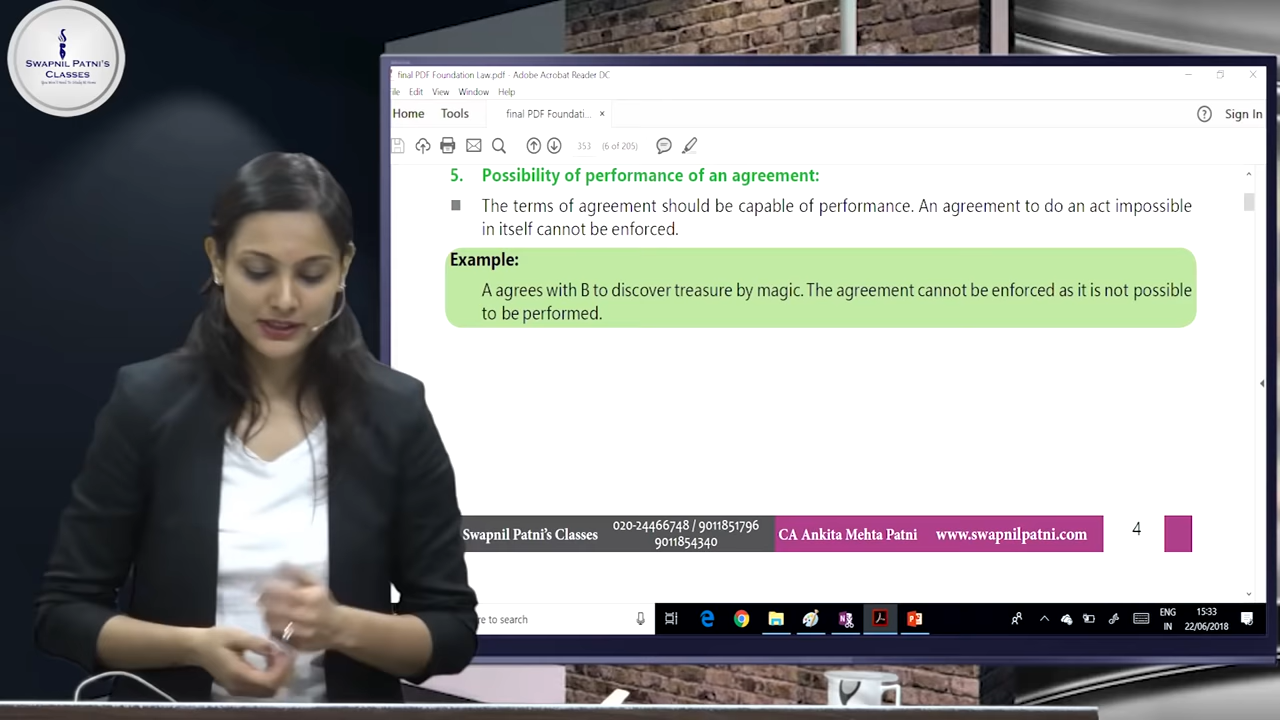 SWAPNIL PATNI'S
CLASSES
final PDF Foundation Law.pdf - Adobe Acrobat Reader DC
ile Edit View Window Help
Home Tools final PDF Foundati... × Sign In
353 (6 of 205)
5. Possibility of performance of an agreement:
■ The terms of agreement should be capable of performance. An agreement to do an act impossible
in itself cannot be enforced.
Example:
A agrees with B to discover treasure by magic. The agreement cannot be enforced as it is not possible
to be performed.
Swapnil Patni's Classes 020-24466748 / 9011851796
9011854340
CA Ankita Mehta Patni www.swapnilpatni.com 4
re to search
ENG 15:33
IN 22/06/2018